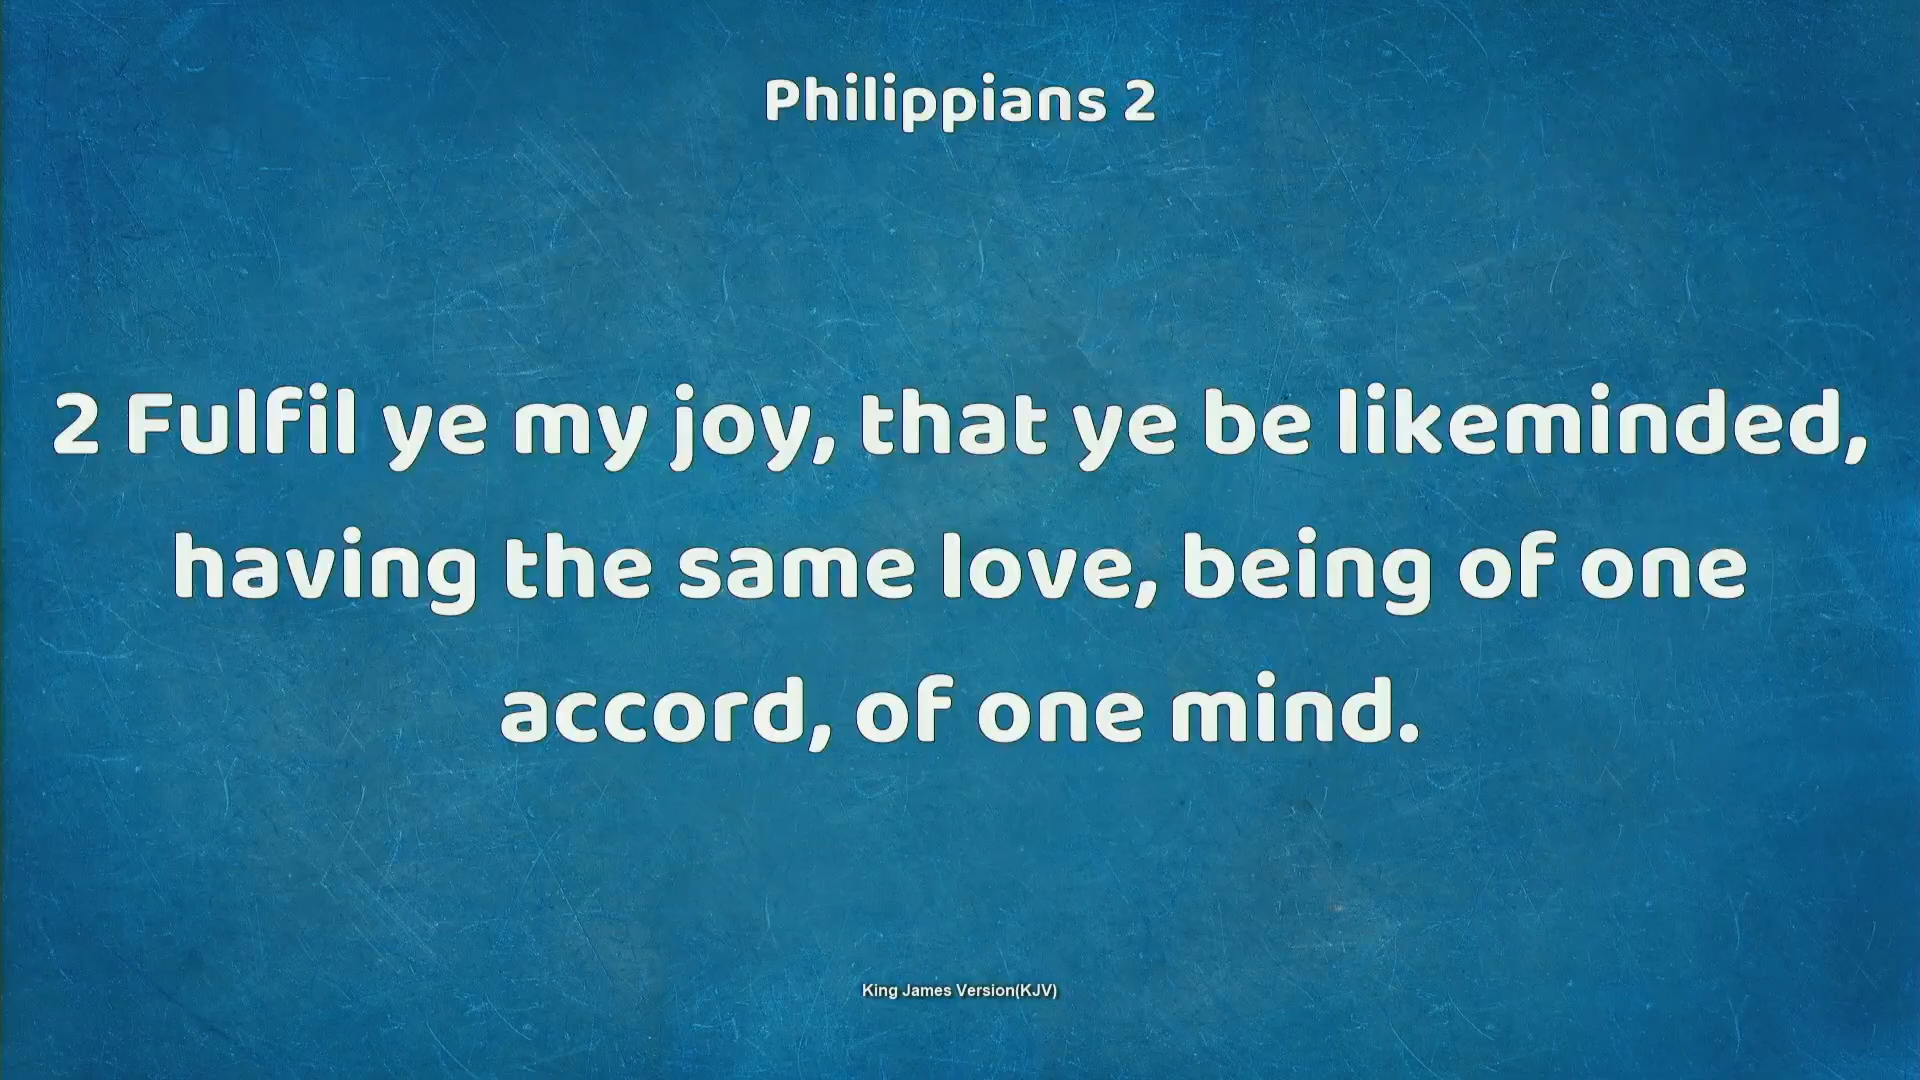 Philippians 2
2 Fulfil ye my joy, that ye be likeminded,
having the same love, being of one
accord, of one mind.
King James Version(KJV)